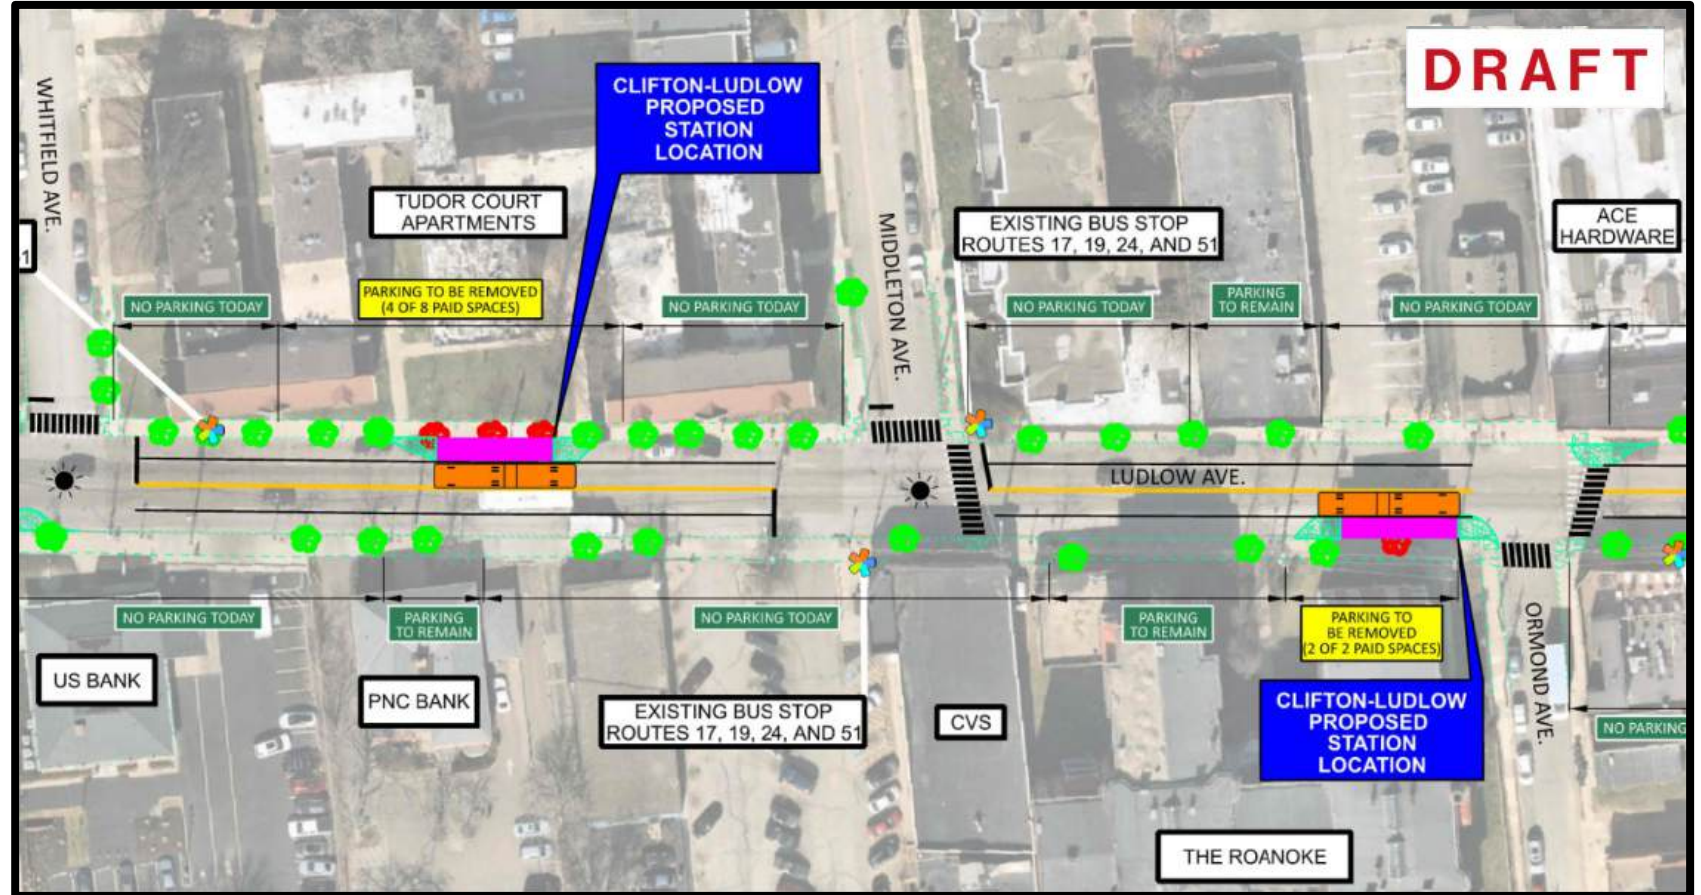 DRAFT
WHITFIELD AVE.
CLIFTON-LUDLOW
PROPOSED
STATION
LOCATION
TUDOR COURT
APARTMENTS
MIDDLETON AVE.
EXISTING BUS STOP
ROUTES 17, 19, 24, AND 51
ACE
HARDWARE
1
NO PARKING TODAY
PARKING TO BE REMOVED
(4 OF 8 PAID SPACES)
NO PARKING TODAY
NO PARKING TODAY
PARKING
TO REMAIN
NO PARKING TODAY
LUDLOW AVE.
NO PARKING TODAY
PARKING
TO REMAIN
NO PARKING TODAY
PARKING
TO REMAIN
PARKING TO
BE REMOVED
(2 OF 2 PAID SPACES)
ORMOND AVE.
US BANK
PNC BANK
EXISTING BUS STOP
ROUTES 17, 19, 24, AND 51
CVS
CLIFTON-LUDLOW
PROPOSED
STATION
LOCATION
NO PARKING
THE ROANOKE